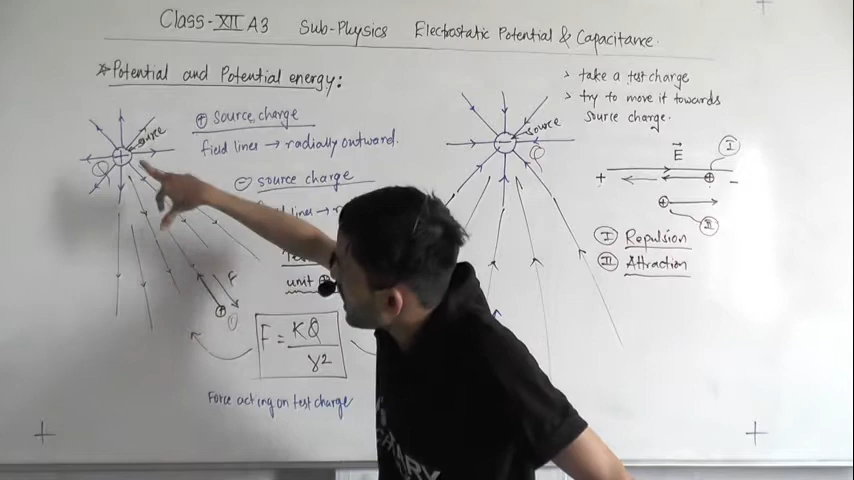 Class-XII A3 Sub-Physics Electrostatic Potential & Capacitance.
* Potential and Potential energy:
⊕ source charge
field lines → radially outward.
⊖ source charge
lines →
unit ⊕
F = KQ / r²
Force acting on test charge
source
Q
F
source
Q
> take a test charge
> try to move it towards
source charge.
E
I
+ -
II
I Repulsion
II Attraction